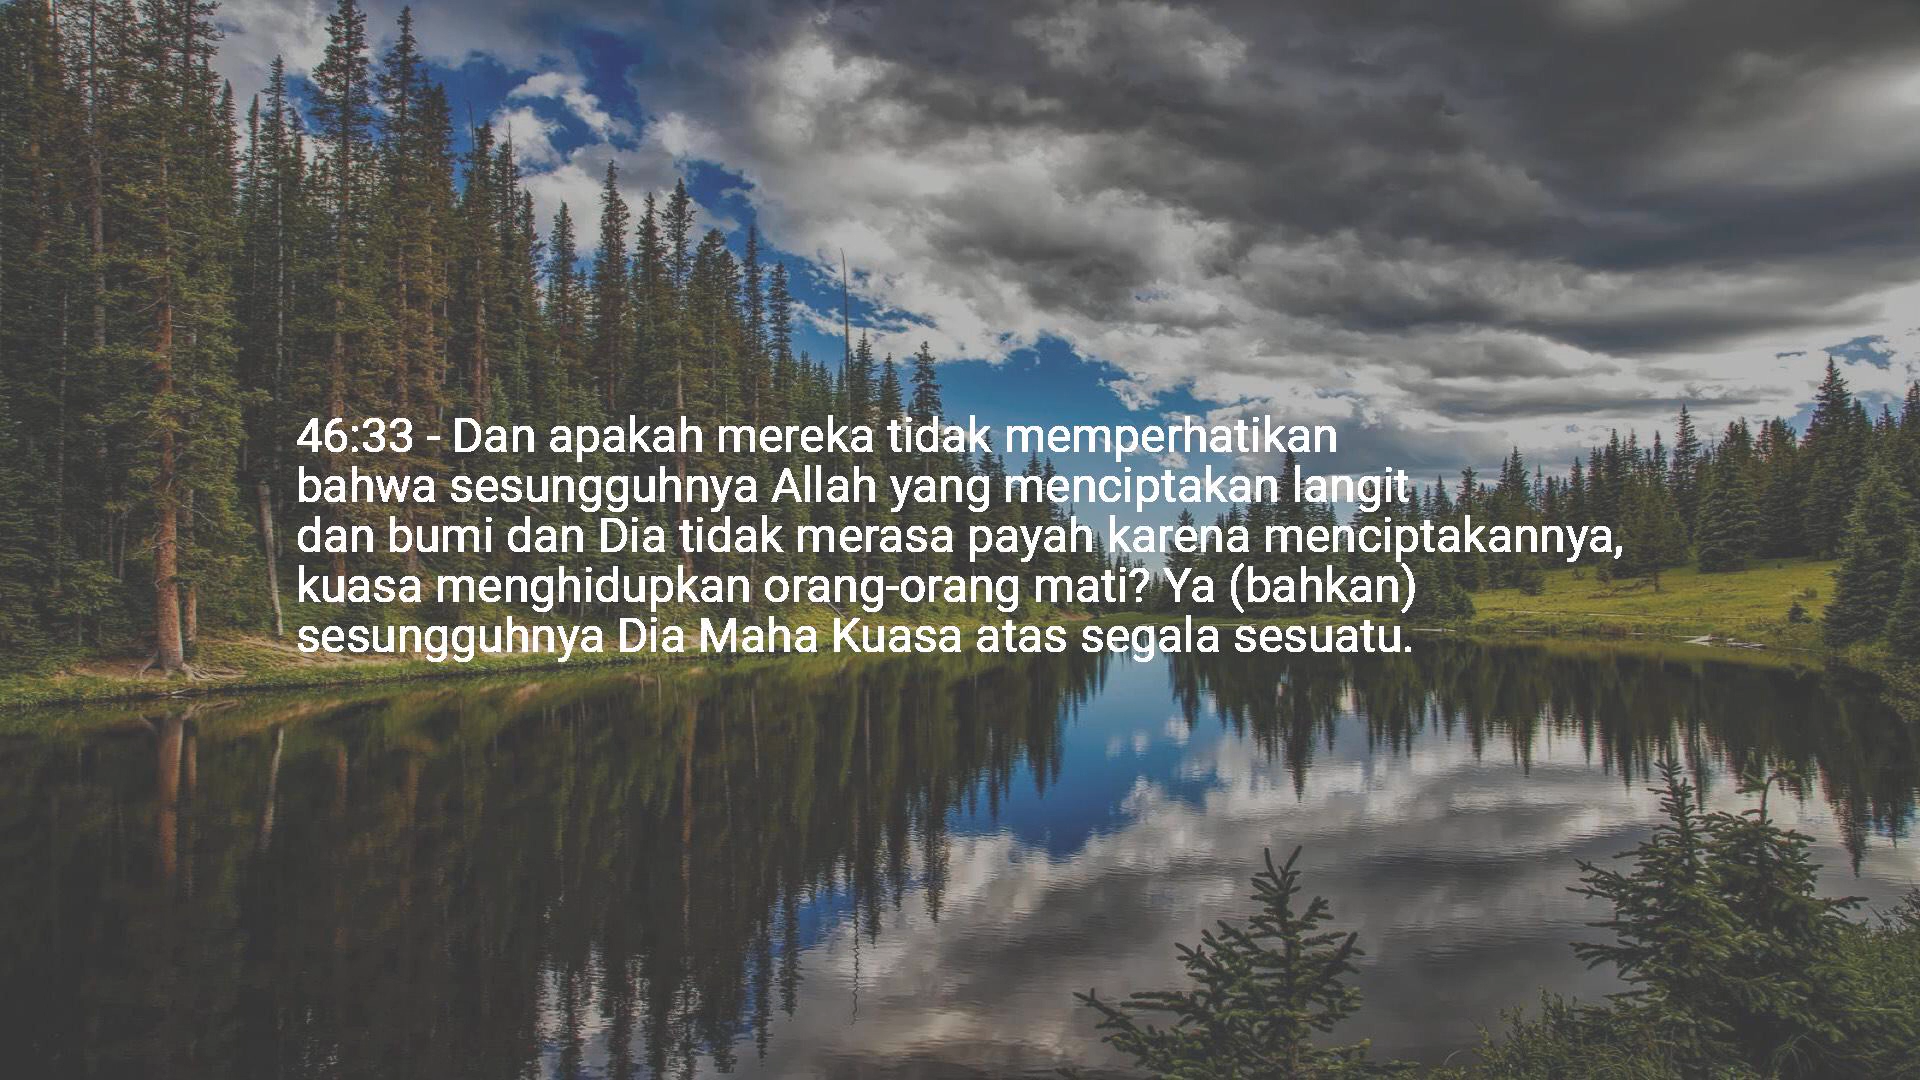 46:33 - Dan apakah mereka tidak memperhatikan
bahwa sesungguhnya Allah yang menciptakan langit
dan bumi dan Dia tidak merasa payah karena menciptakannya,
kuasa menghidupkan orang-orang mati? Ya (bahkan)
sesungguhnya Dia Maha Kuasa atas segala sesuatu.